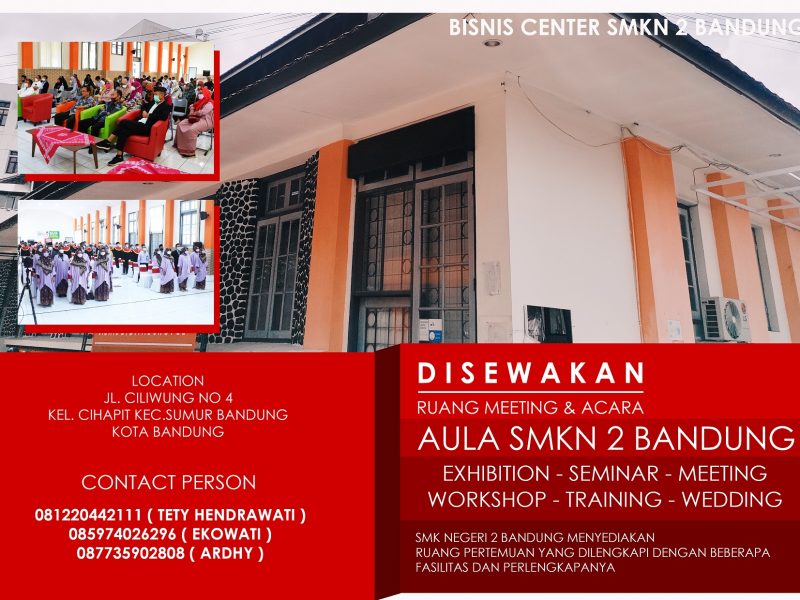 BISNIS CENTER SMKN 2 BANDUNG
LOCATION
JL. CILIWUNG NO 4
KEL. CIHAPIT KEC.SUMUR BANDUNG
KOTA BANDUNG
CONTACT PERSON
081220442111 ( TETY HENDRAWATI )
085974026296 ( EKOWATI )
087735902808 ( ARDHY )
DISEWAKAN
RUANG MEETING & ACARA
AULA SMKN 2 BANDUNG
EXHIBITION - SEMINAR - MEETING
WORKSHOP - TRAINING - WEDDING
SMK NEGERI 2 BANDUNG MENYEDIAKAN
RUANG PERTEMUAN YANG DILENGKAPI DENGAN BEBERAPA
FASILITAS DAN PERLENGKAPANYA